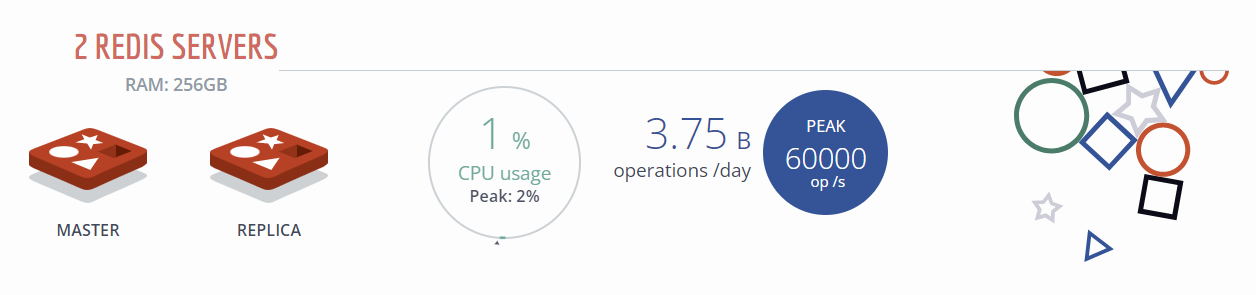 2 REDIS SERVERS
RAM: 256GB
MASTER
REPLICA
1 %
CPU usage
Peak: 2%
3.75 B
operations /day
PEAK
60000
op /s